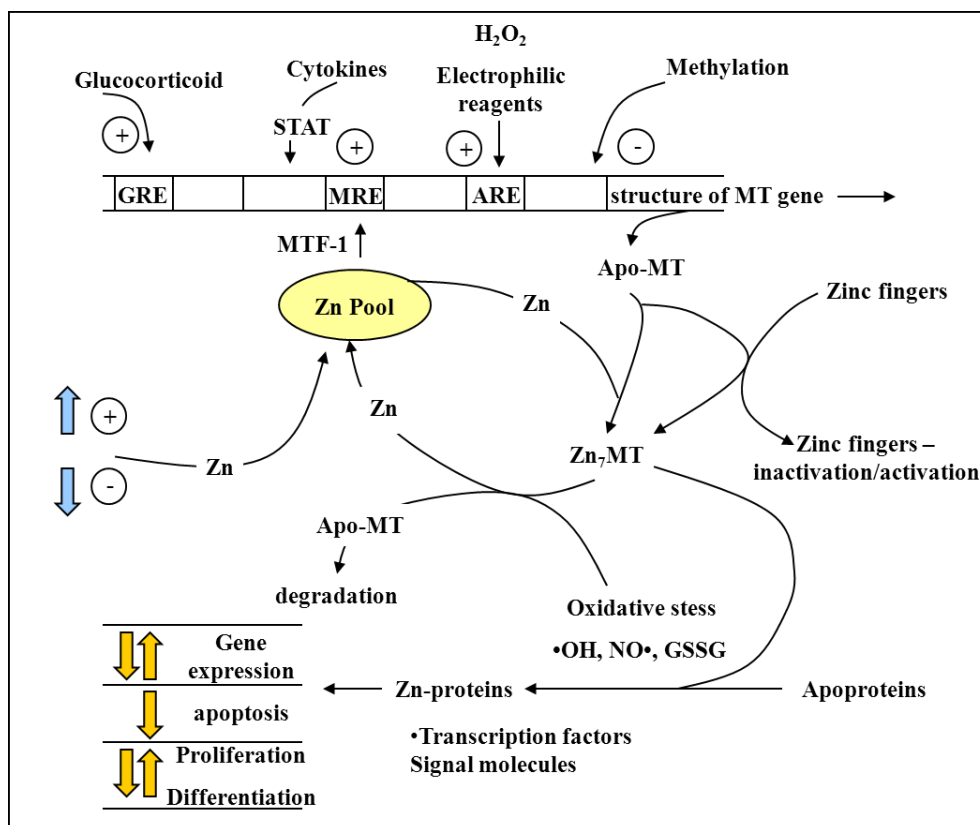 H₂O₂
Glucocorticoid
Cytokines
Electrophilic
reagents
Methylation
+
STAT
+
+
-
GRE
MRE
ARE
structure of MT gene
MTF-1
Apo-MT
Zn Pool
Zn
Zinc fingers
+
Zn
-
Zn
Zn₇MT
Zinc fingers –
inactivation/activation
Apo-MT
degradation
Oxidative stess
•OH, NO•, GSSG
Gene
expression
Zn-proteins
Apoproteins
apoptosis
•Transcription factors
Signal molecules
Proliferation
Differentiation